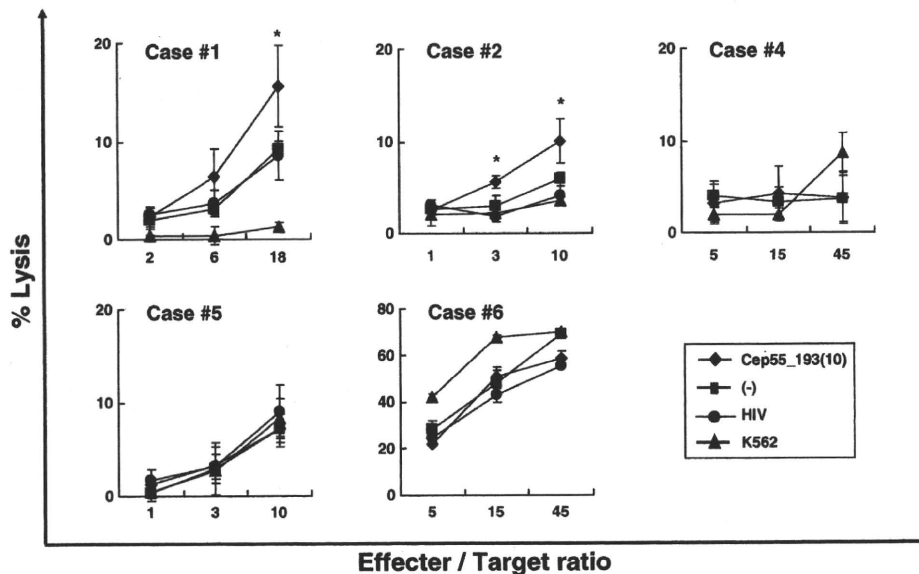 % Lysis
Case #1
*
20
10
0
2 6 18
Case #2
*
*
20
10
0
1 3 10
Case #4
20
10
0
5 15 45
Case #5
20
10
0
1 3 10
Case #6
80
60
40
20
0
5 15 45
Cep55_193(10)
(-)
HIV
K562
Effecter / Target ratio